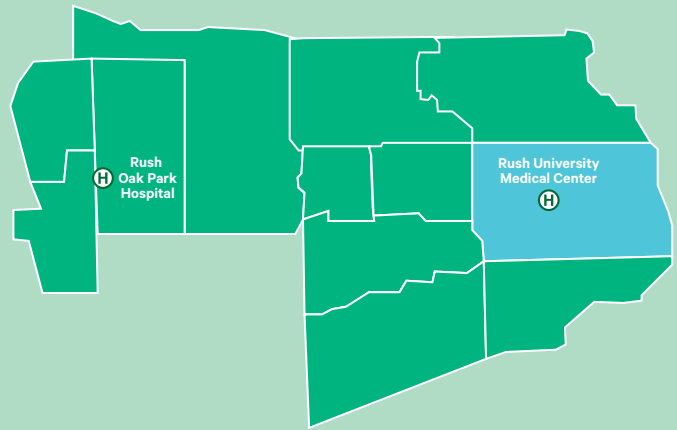 Rush
Oak Park
Hospital
H
Rush University
Medical Center
H